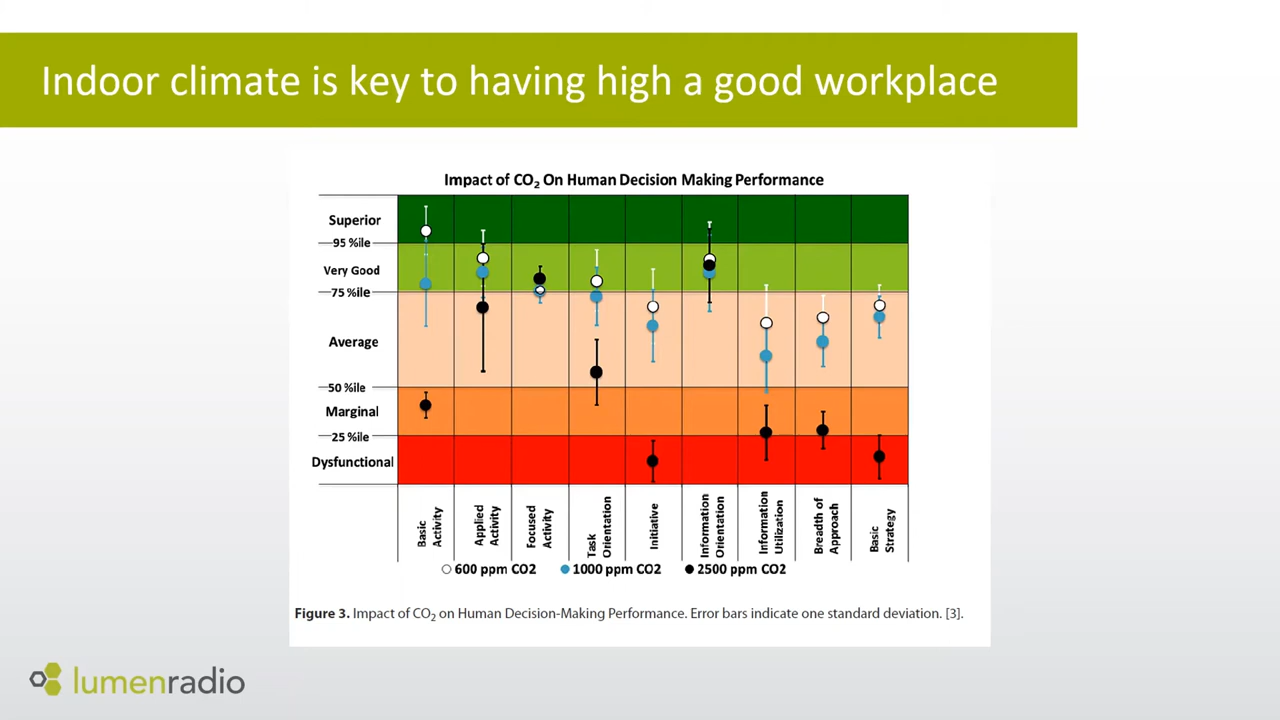 Indoor climate is key to having high a good workplace
Impact of CO₂ On Human Decision Making Performance
Superior
95 %ile
Very Good
75 %ile
Average
50 %ile
Marginal
25 %ile
Dysfunctional
Basic
Activity
Applied
Activity
Focused
Activity
Task
Orientation
Initiative
Information
Orientation
Information
Utilization
Breadth of
Approach
Basic
Strategy
600 ppm CO2 1000 ppm CO2 2500 ppm CO2
Figure 3. Impact of CO₂ on Human Decision-Making Performance. Error bars indicate one standard deviation. [3].
lumenradio